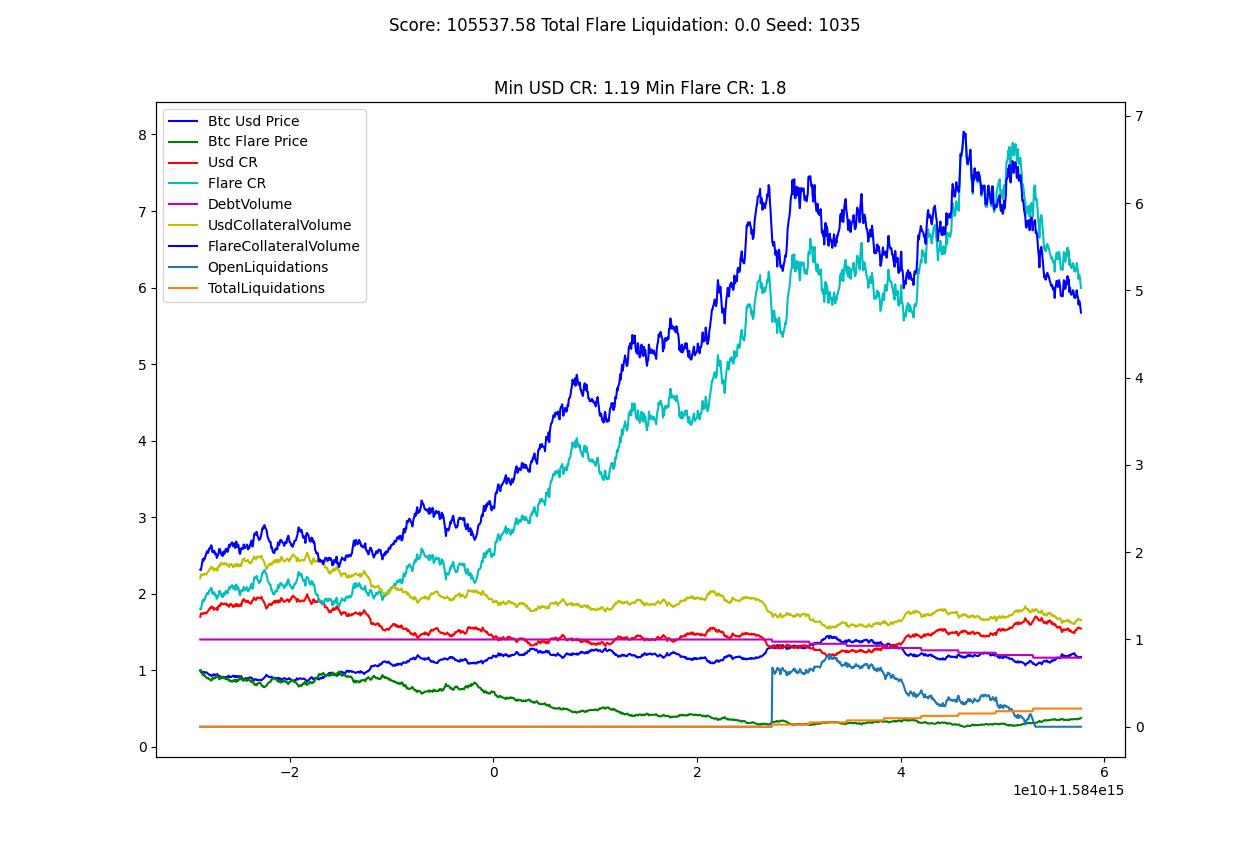 Score: 105537.58 Total Flare Liquidation: 0.0 Seed: 1035
Min USD CR: 1.19 Min Flare CR: 1.8
Btc Usd Price
Btc Flare Price
Usd CR
Flare CR
DebtVolume
UsdCollateralVolume
FlareCollateralVolume
OpenLiquidations
TotalLiquidations
8
7
6
5
4
3
2
1
0
7
6
5
4
3
2
1
0
−2
0
2
4
6
1e10+1.584e15